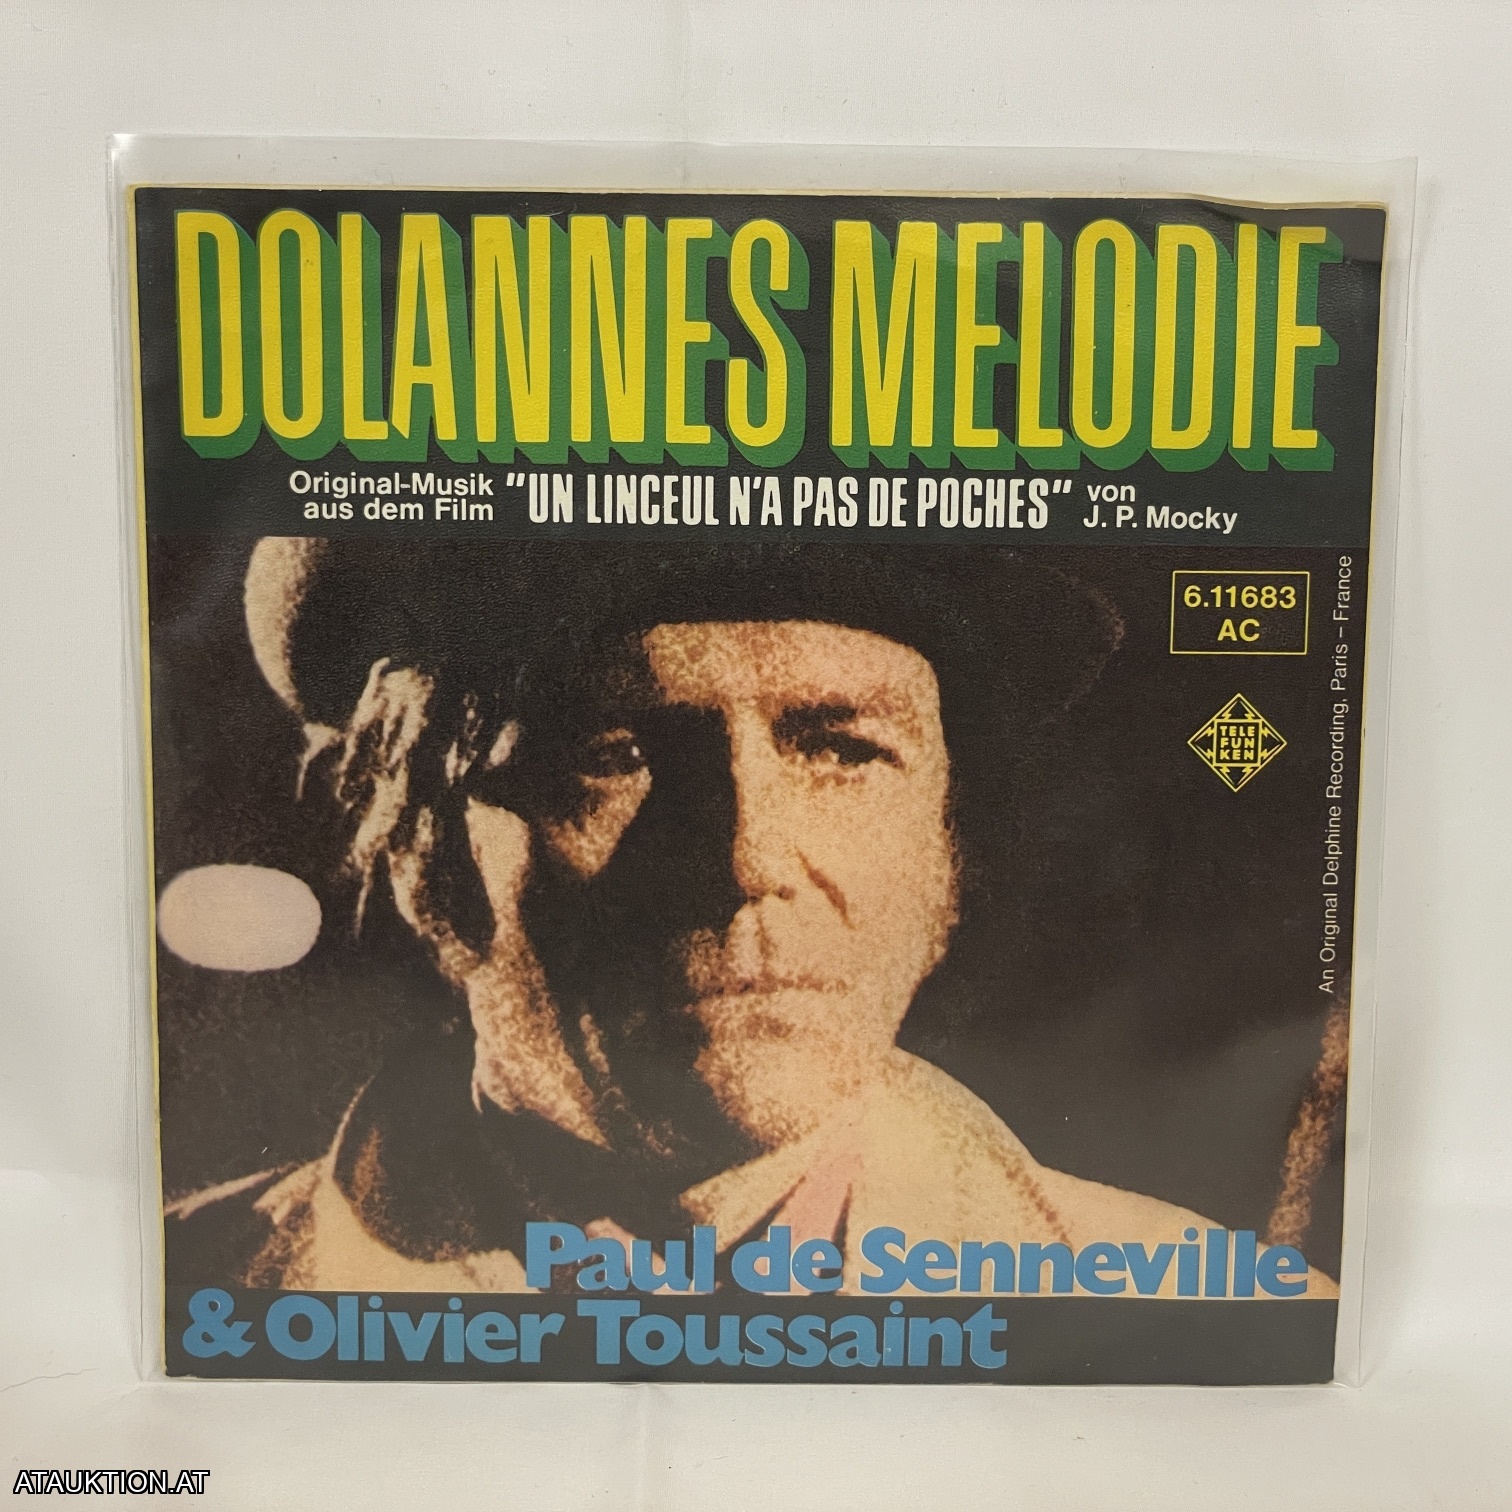 DOLANNES MELODIE
Original-Musik
aus dem Film
"UN LINCEUL N'A PAS DE POCHES"
von
J. P. Mocky
6.11683
AC
TELE
FUN
KEN
An Original Delphine Recording, Paris – France
Paul de Senneville
& Olivier Toussaint
ATAUKTION.AT